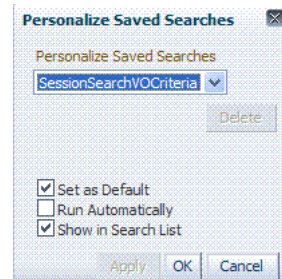 Personalize Saved Searches
Personalize Saved Searches
SessionSearchVOCriteria
Delete
Set as Default
Run Automatically
Show in Search List
Apply OK Cancel